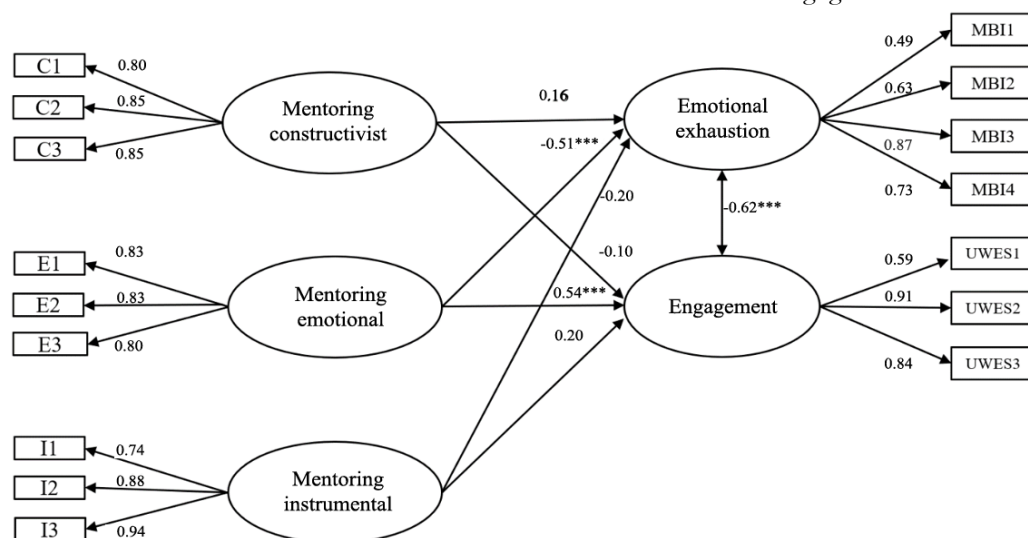 C1
0.80
C2
0.85
C3
0.85
Mentoring
constructivist
0.16
-0.51***
-0.20
-0.10
Emotional
exhaustion
0.49
MBI1
0.63
MBI2
MBI3
0.87
0.73
MBI4
-0.62***
E1
0.83
E2
0.83
E3
0.80
Mentoring
emotional
0.54***
0.20
Engagement
0.59
UWES1
0.91
UWES2
0.84
UWES3
I1
0.74
I2
0.88
I3
0.94
Mentoring
instrumental